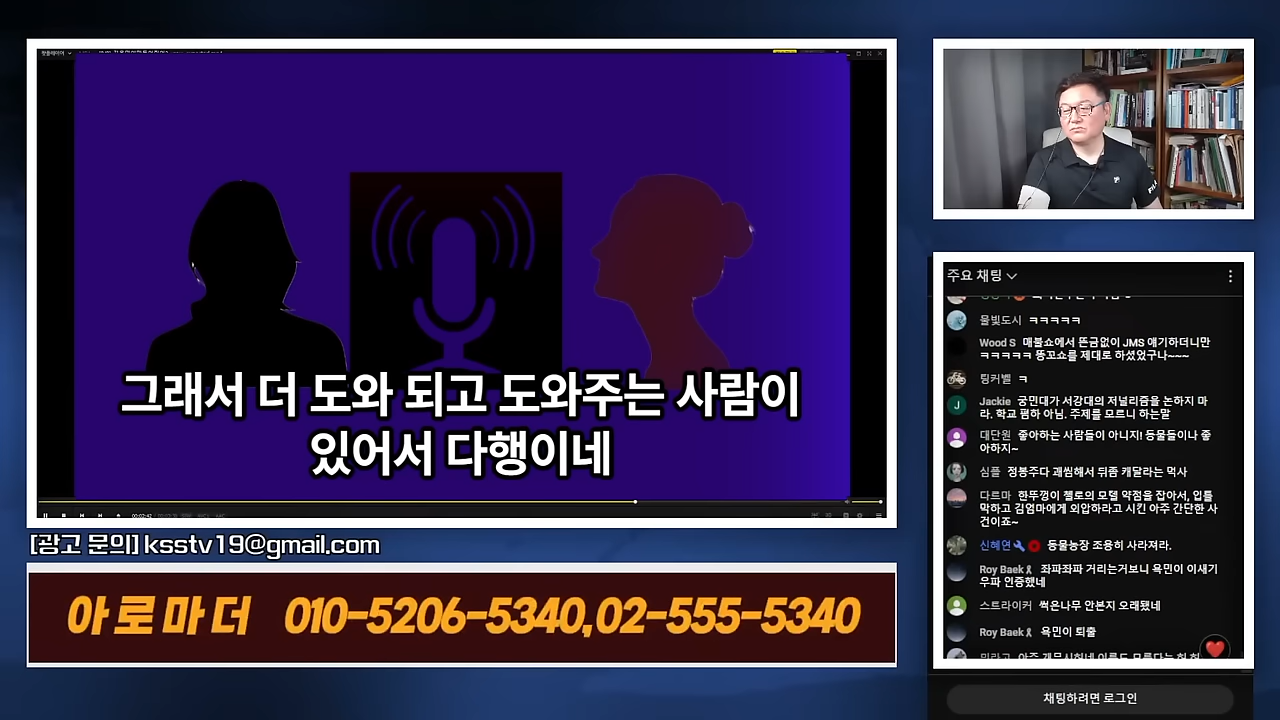 그래서 더 도와 되고 도와주는 사람이
있어서 다행이네
[광고 문의] ksstv19@gmail.com
아로마더 010-5206-5340,02-555-5340
주요 채팅
물빛도시 ㅋㅋㅋㅋㅋ
Wood S 매불쇼에서 뜬금없이 JMS 얘기하더니만
ㅋㅋㅋㅋㅋ 똥꼬쇼를 제대로 하셨었구나~~~
팅커벨 ㅋ
Jackie 궁민대가 서강대의 저널리즘을 논하지 마
라. 학교 폄하 아님. 주제를 모르니 하는말
대단원 좋아하는 사람들이 아니지! 동물들이나 좋
아하지~
심플 정봉주다 괘씸해서 뒤좀 캐달라는 먹사
다르마 한뚜껑이 젤로의 모델 약점을 잡아서, 입틀
막하고 김엄마에게 외압하라고 시킨 아주 간단한 사
건이죠~
신혜연 동물농장 조용히 사라져라.
Roy Baek 좌파좌파 거리는거보니 욕민이 이새기
우파 인증했네
스트라이커 썩은나무 안본지 오래됐네
Roy Baek 욕민이 퇴출
채팅하려면 로그인